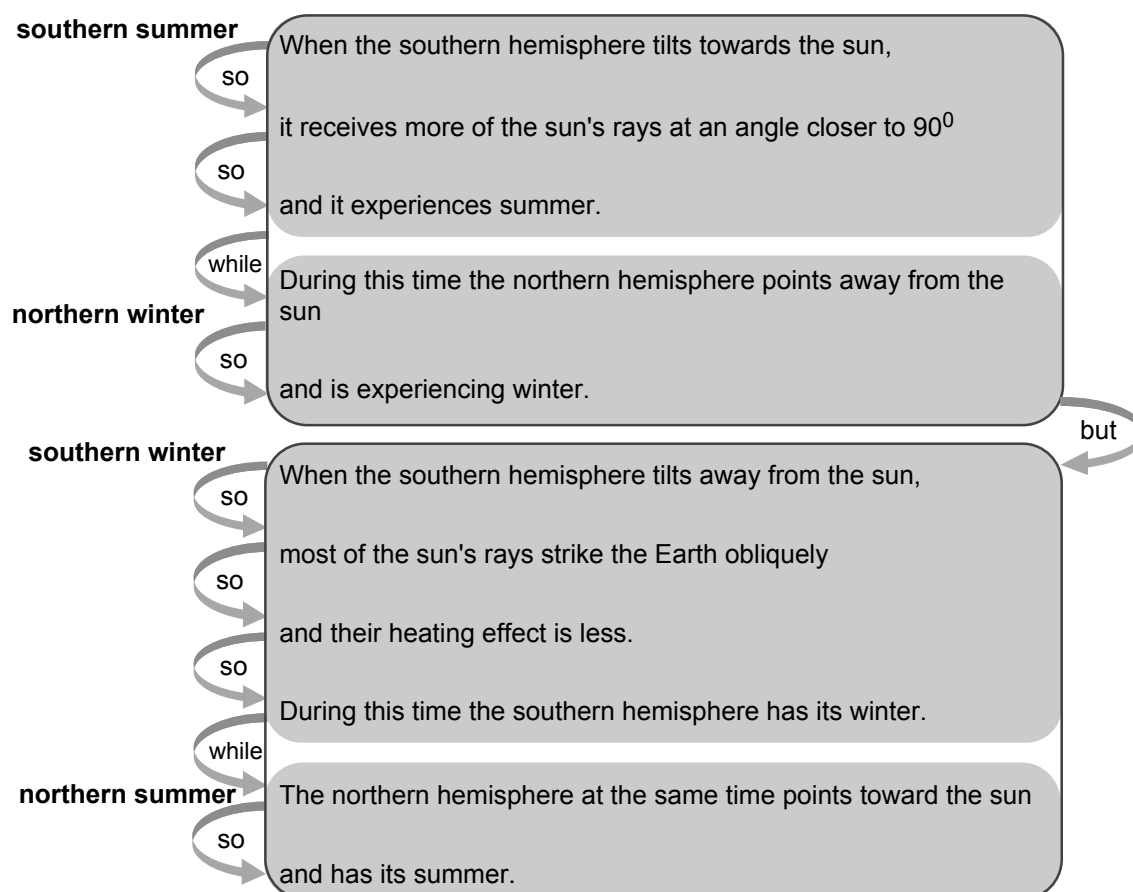 southern summer
When the southern hemisphere tilts towards the sun,
so
it receives more of the sun's rays at an angle closer to 90⁰
so
and it experiences summer.
while
During this time the northern hemisphere points away from the
sun
northern winter
so
and is experiencing winter.
but
southern winter
When the southern hemisphere tilts away from the sun,
so
most of the sun's rays strike the Earth obliquely
so
and their heating effect is less.
so
During this time the southern hemisphere has its winter.
while
northern summer
The northern hemisphere at the same time points toward the sun
so
and has its summer.